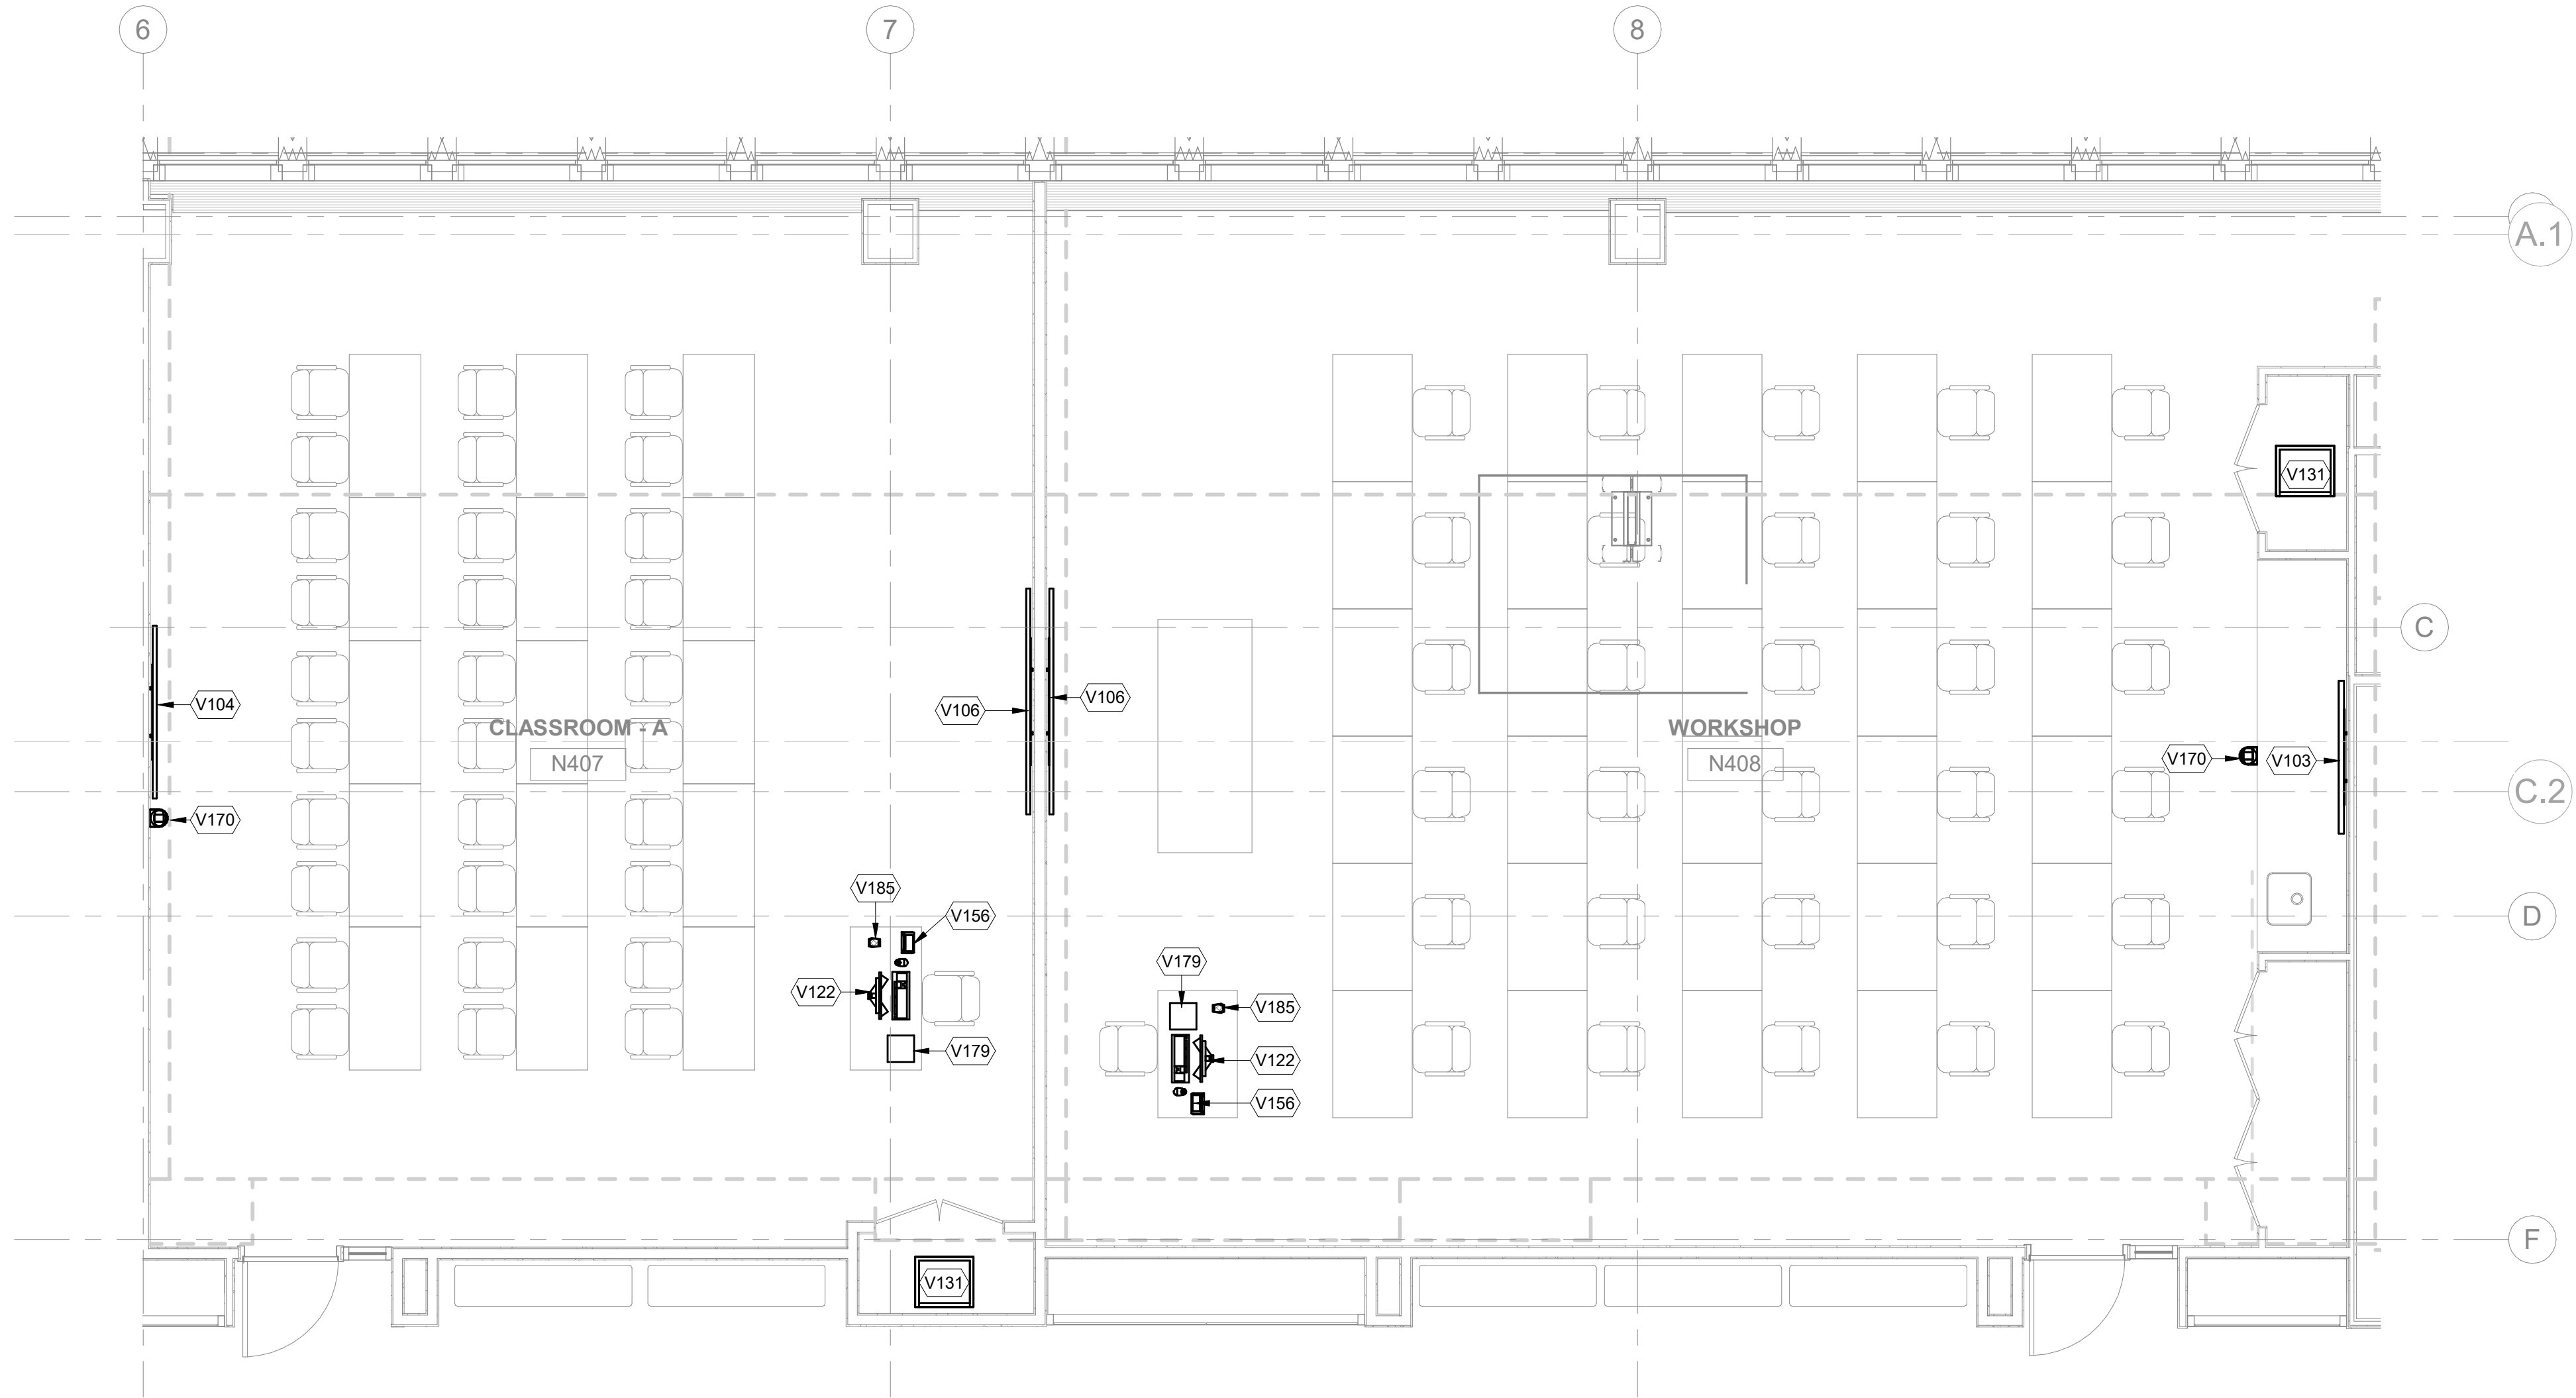 6
7
8
A.1
V131
C
V104
V106
V106
CLASSROOM - A
N407
WORKSHOP
N408
V170
V103
C.2
V170
V185
V156
D
V122
V179
V179
V185
V122
V156
F
V131